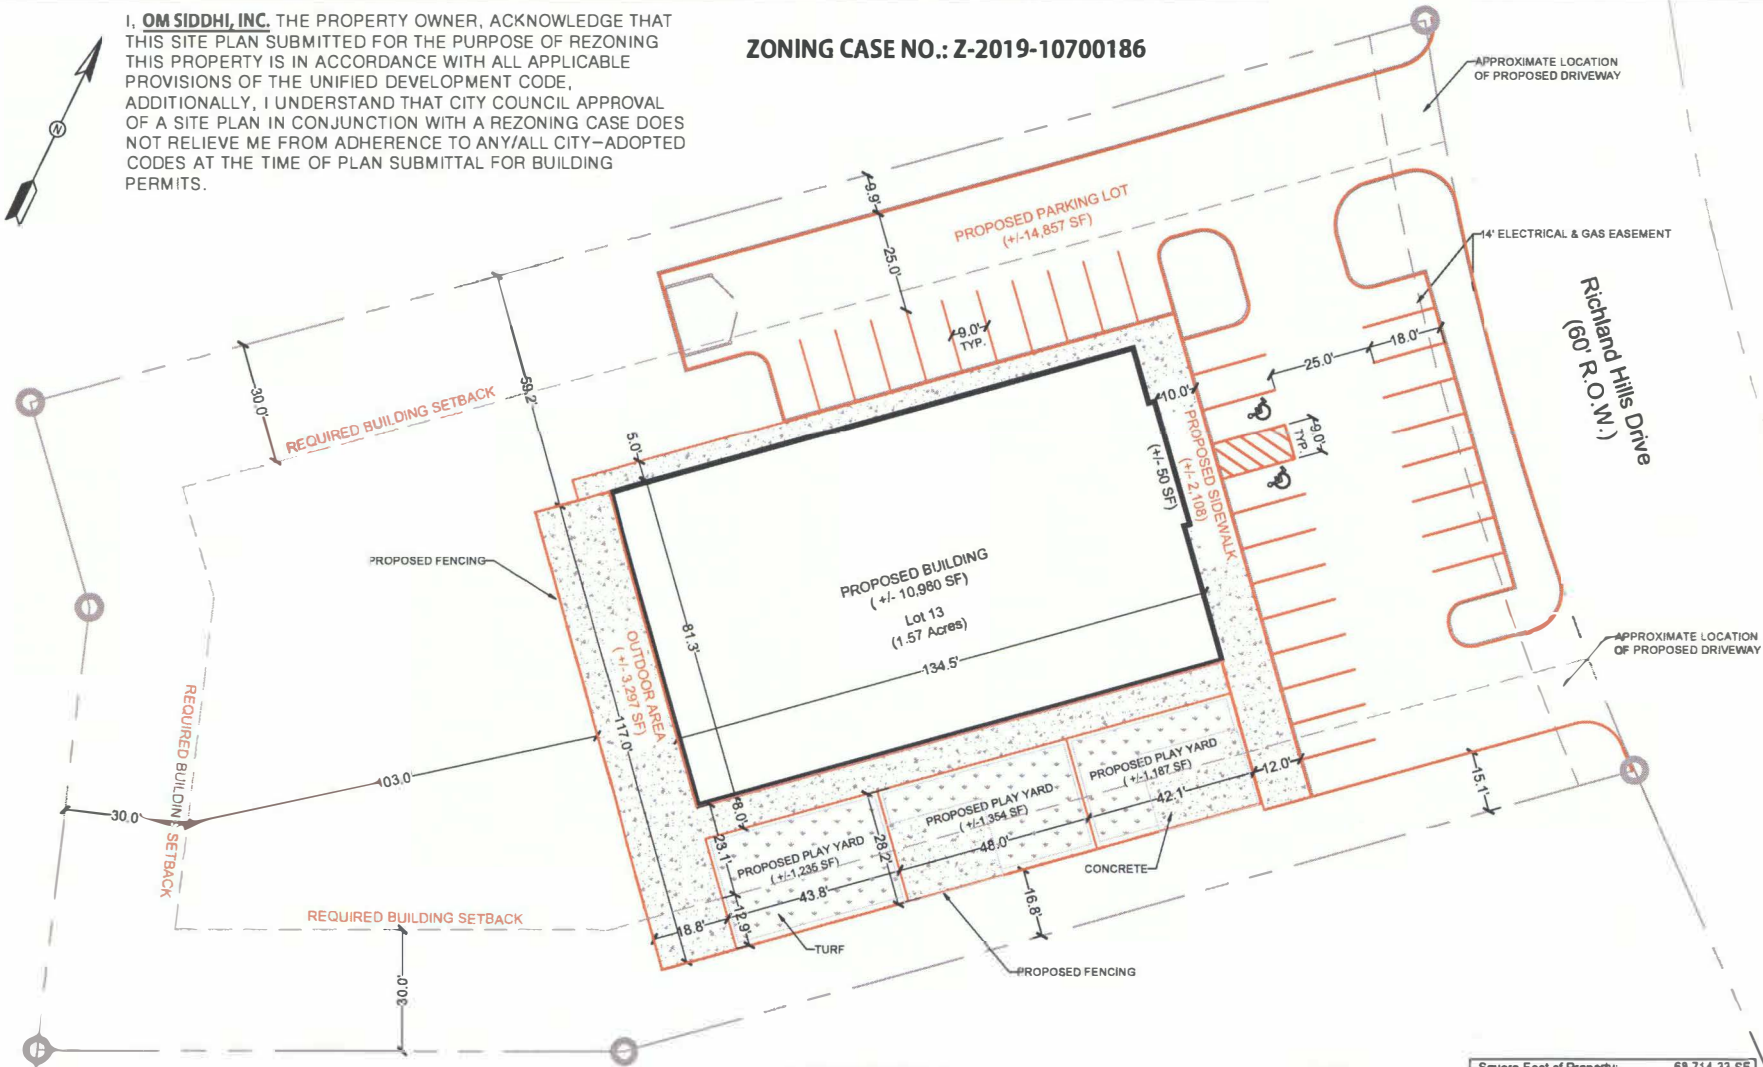 I, OM SIDDHI, INC. THE PROPERTY OWNER, ACKNOWLEDGE THAT
THIS SITE PLAN SUBMITTED FOR THE PURPOSE OF REZONING
THIS PROPERTY IS IN ACCORDANCE WITH ALL APPLICABLE
PROVISIONS OF THE UNIFIED DEVELOPMENT CODE,
ADDITIONALLY, I UNDERSTAND THAT CITY COUNCIL APPROVAL
OF A SITE PLAN IN CONJUNCTION WITH A REZONING CASE DOES
NOT RELIEVE ME FROM ADHERENCE TO ANY/ALL CITY-ADOPTED
CODES AT THE TIME OF PLAN SUBMITTAL FOR BUILDING
PERMITS.
ZONING CASE NO.: Z-2019-10700186
N
APPROXIMATE LOCATION
OF PROPOSED DRIVEWAY
9.9'
PROPOSED PARKING LOT
(+/-14,857 SF)
25.0'
14' ELECTRICAL & GAS EASEMENT
Richland Hills Drive
(60' R.O.W.)
9.0'
TYP.
18.0'
25.0'
30.0'
59.2'
REQUIRED BUILDING SETBACK
10.0'
9.0'
TYP.
5.0'
(+/- 50 SF)
PROPOSED SIDEWALK
(+/- 2,108)
PROPOSED FENCING
PROPOSED BUILDING
( +/- 10,980 SF)
Lot 13
(1.57 Acres)
81.3'
134.5'
OUTDOOR AREA
( +/- 3,297 SF)
117.0'
APPROXIMATE LOCATION
OF PROPOSED DRIVEWAY
REQUIRED BUILDIN SETBACK
103.0'
30.0'
8.0'
PROPOSED PLAY YARD
( +/-1,187 SF)
12.0'
15.1'
42.1'
PROPOSED PLAY YARD
( +/-1,354 SF)
48.0'
23.1'
PROPOSED PLAY YARD
( +/-1,235 SF)
28.2'
43.8'
CONCRETE
16.8'
18.8'
12.9'
TURF
REQUIRED BUILDING SETBACK
PROPOSED FENCING
30.0'
Square Feet of Property: 68,714.33 SF